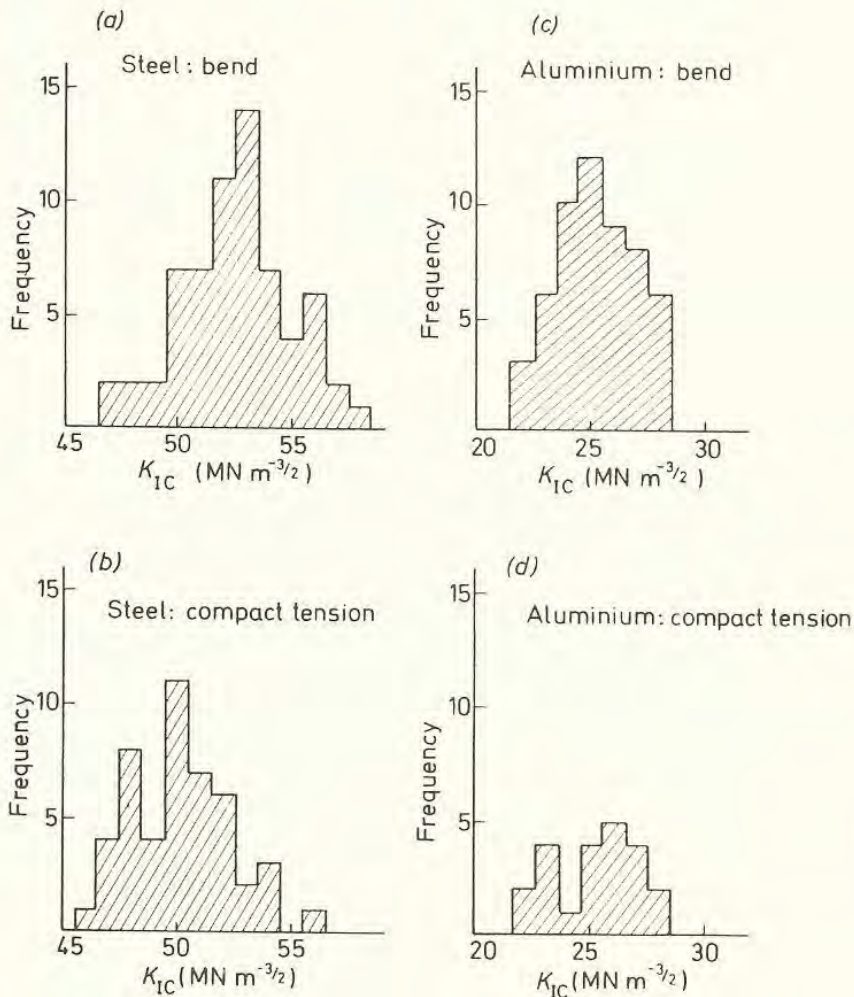 (a)
Steel : bend
15
10
5
Frequency
45 50 55
K_IC (MN m^-3/2)
(c)
Aluminium : bend
15
10
5
Frequency
20 25 30
K_IC (MN m^-3/2)
(b)
Steel: compact tension
15
10
5
Frequency
45 50 55
K_IC (MN m^-3/2)
(d)
Aluminium : compact tension
15
10
5
Frequency
20 25 30
K_IC (MN m^-3/2)